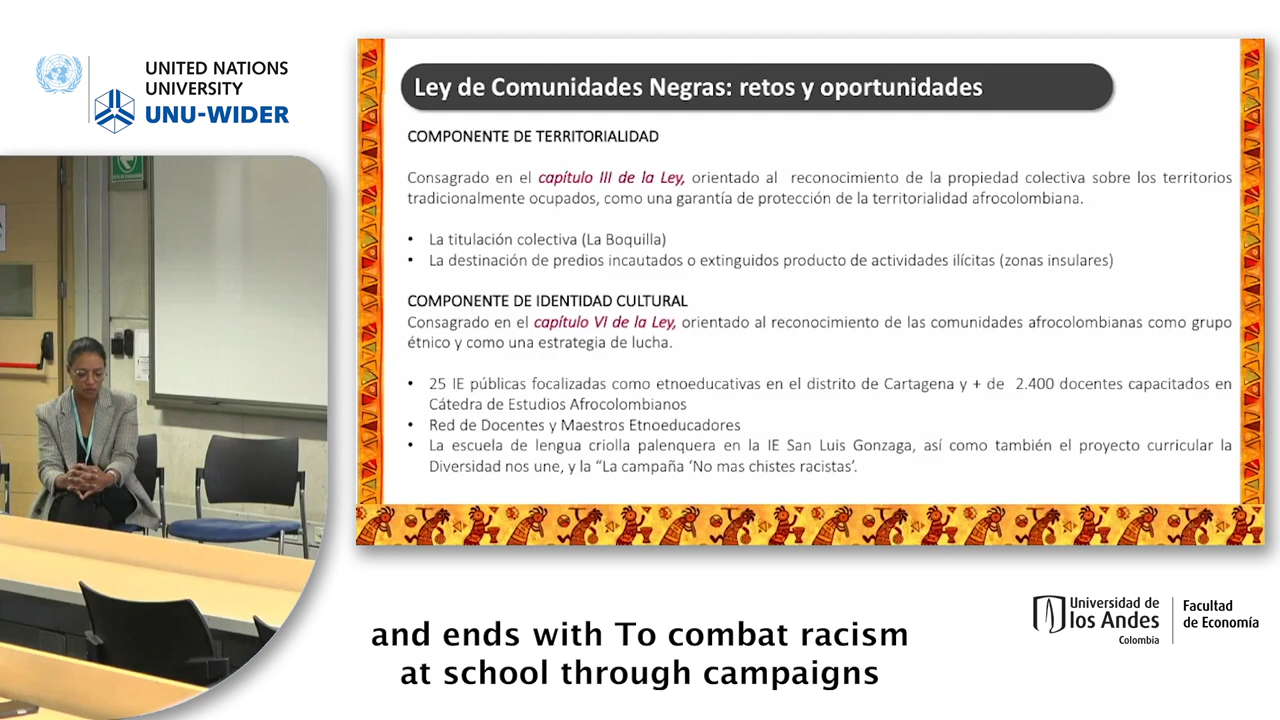 UNITED NATIONS
UNIVERSITY
UNU-WIDER
Ley de Comunidades Negras: retos y oportunidades
COMPONENTE DE TERRITORIALIDAD
Consagrado en el capítulo III de la Ley, orientado al reconocimiento de la propiedad colectiva sobre los territorios
tradicionalmente ocupados, como una garantía de protección de la territorialidad afrocolombiana.
• La titulación colectiva (La Boquilla)
• La destinación de predios incautados o extinguidos producto de actividades ilícitas (zonas insulares)
COMPONENTE DE IDENTIDAD CULTURAL
Consagrado en el capítulo VI de la Ley, orientado al reconocimiento de las comunidades afrocolombianas como grupo
étnico y como una estrategia de lucha.
• 25 IE públicas focalizadas como etnoeducativas en el distrito de Cartagena y + de 2.400 docentes capacitados en
Cátedra de Estudios Afrocolombianos
• Red de Docentes y Maestros Etnoeducadores
• La escuela de lengua criolla palenquera en la IE San Luis Gonzaga, así como también el proyecto curricular la
Diversidad nos une, y la “La campaña ‘No mas chistes racistas’.
and ends with To combat racism
at school through campaigns
Universidad de
los Andes
Colombia
Facultad
de Economía